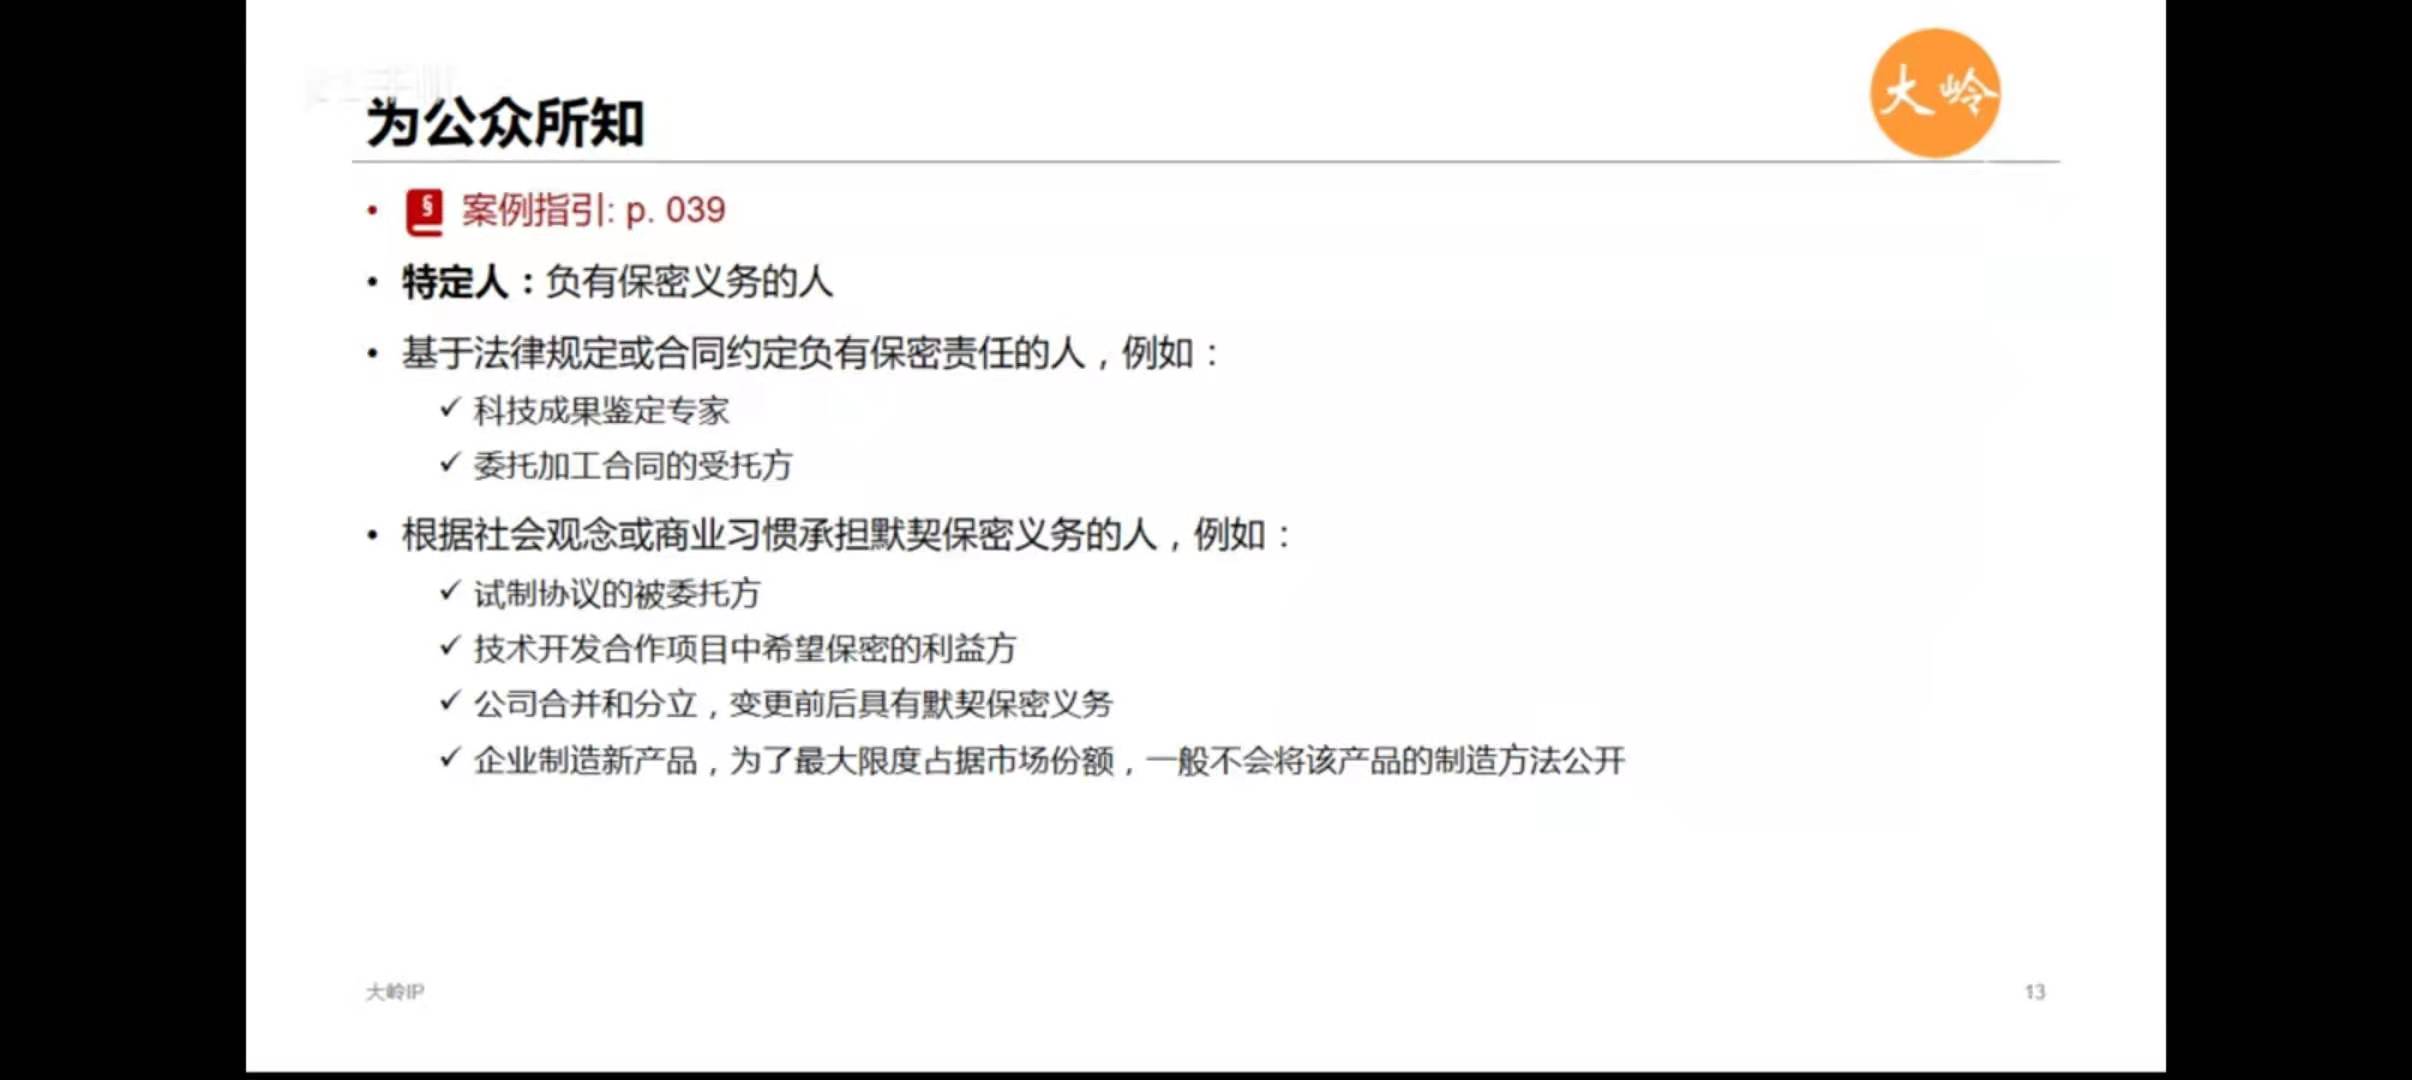 为公众所知
大岭
• § 案例指引: p. 039
• 特定人：负有保密义务的人
• 基于法律规定或合同约定负有保密责任的人，例如：
✓ 科技成果鉴定专家
✓ 委托加工合同的受托方
• 根据社会观念或商业习惯承担默契保密义务的人，例如：
✓ 试制协议的被委托方
✓ 技术开发合作项目中希望保密的利益方
✓ 公司合并和分立，变更前后具有默契保密义务
✓ 企业制造新产品，为了最大限度占据市场份额，一般不会将该产品的制造方法公开
大岭IP
13